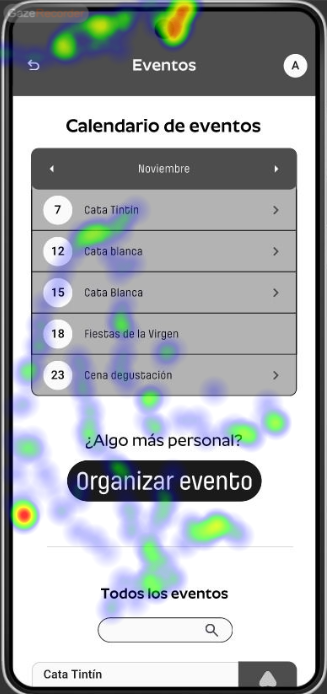 GazeRecorder
Eventos
A
Calendario de eventos
Noviembre
7 Cata Tintín
12 Cata blanca
15 Cata Blanca
18 Fiestas de la Virgen
23 Cena degustación
¿Algo más personal?
Organizar evento
Todos los eventos
Cata Tintín